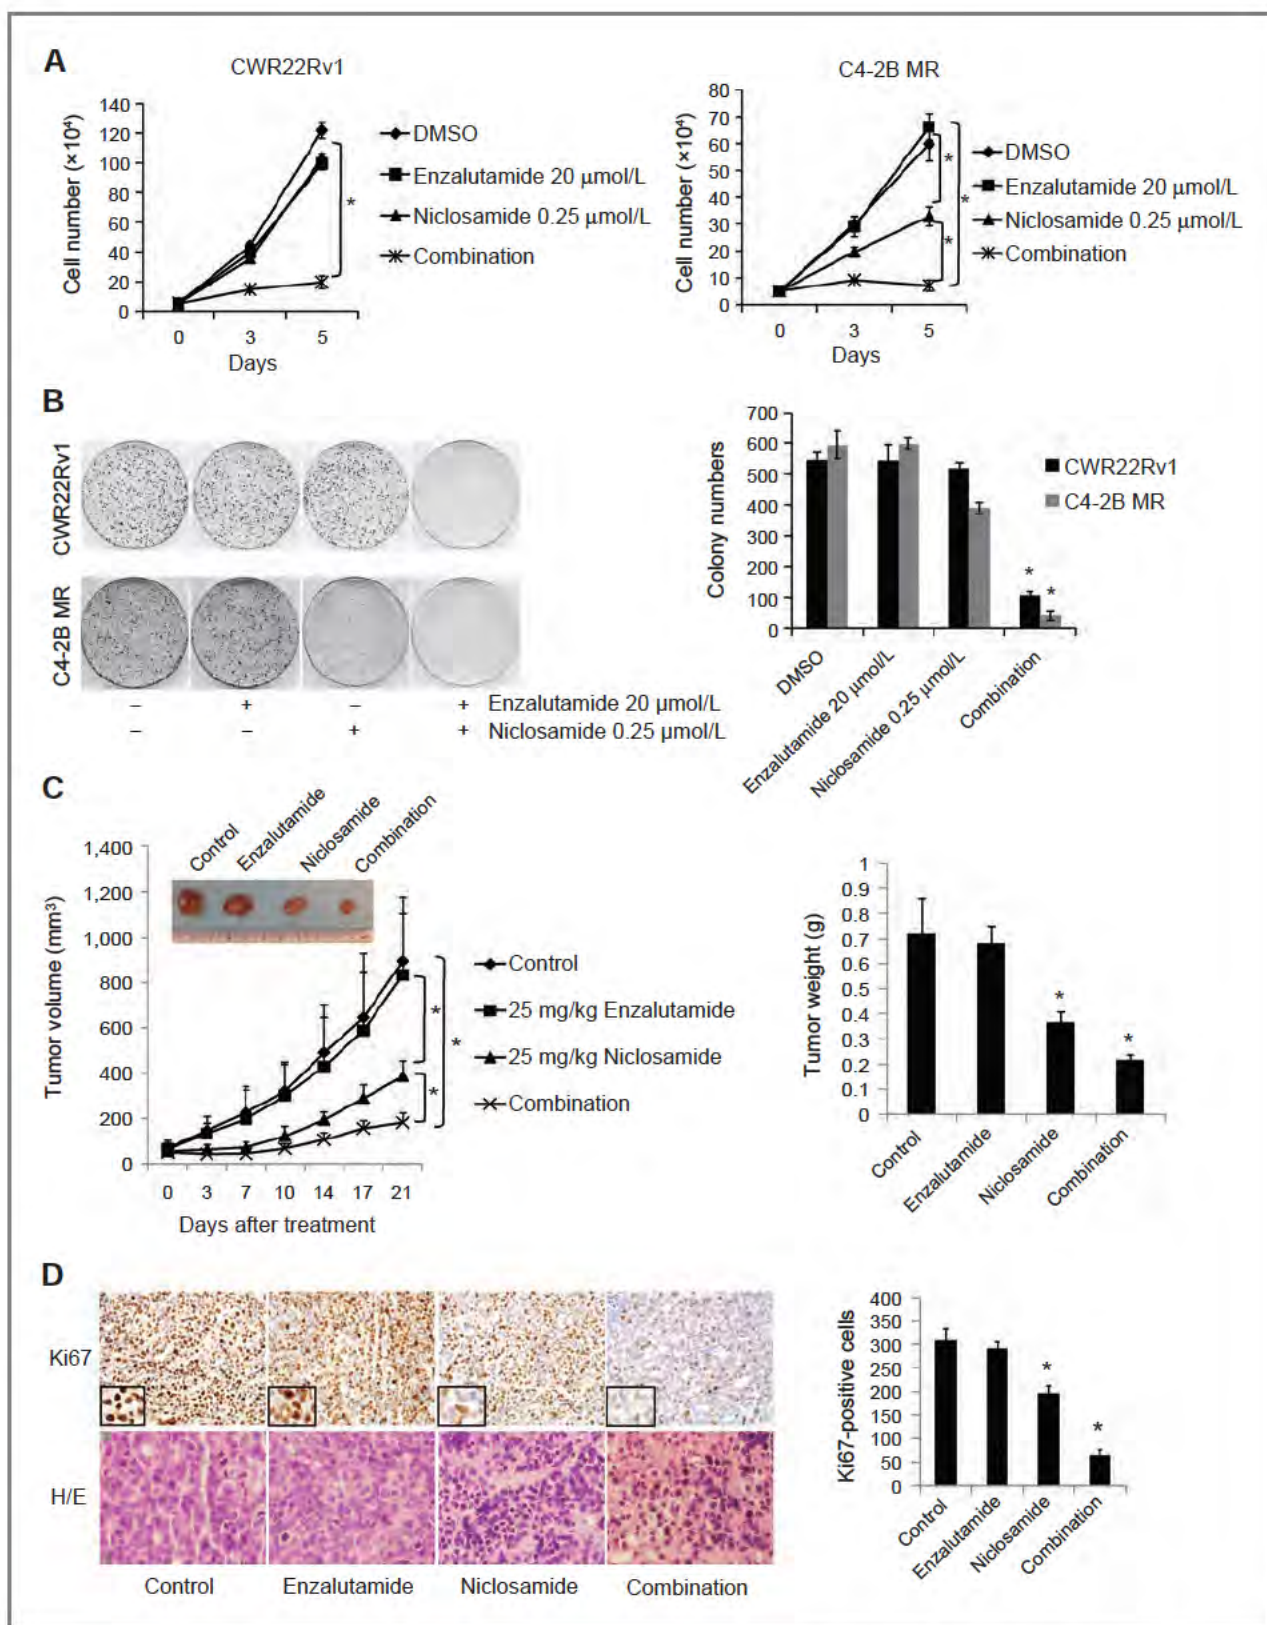 A
CWR22Rv1
Cell number (×10⁴)
140
120
100
80
60
40
20
0
0 3 5
Days
DMSO
Enzalutamide 20 μmol/L
Niclosamide 0.25 μmol/L
Combination
*
C4-2B MR
Cell number (×10⁴)
80
70
60
50
40
30
20
10
0
0 3 5
Days
DMSO
Enzalutamide 20 μmol/L
Niclosamide 0.25 μmol/L
Combination
*
*
*
B
CWR22Rv1
C4-2B MR
– + – + Enzalutamide 20 μmol/L
– – + + Niclosamide 0.25 μmol/L
Colony numbers
700
600
500
400
300
200
100
0
CWR22Rv1
C4-2B MR
* *
DMSO
Enzalutamide 20 μmol/L
Niclosamide 0.25 μmol/L
Combination
C
Control Enzalutamide Niclosamide Combination
Tumor volume (mm³)
1,400
1,200
1,000
800
600
400
200
0
0 3 7 10 14 17 21
Days after treatment
Control
25 mg/kg Enzalutamide
25 mg/kg Niclosamide
Combination
*
*
*
Tumor weight (g)
1
0.9
0.8
0.7
0.6
0.5
0.4
0.3
0.2
0.1
0
* *
Control
Enzalutamide
Niclosamide
Combination
D
Ki67
H/E
Control Enzalutamide Niclosamide Combination
Ki67-positive cells
400
350
300
250
200
150
100
50
0
* *
Control
Enzalutamide
Niclosamide
Combination